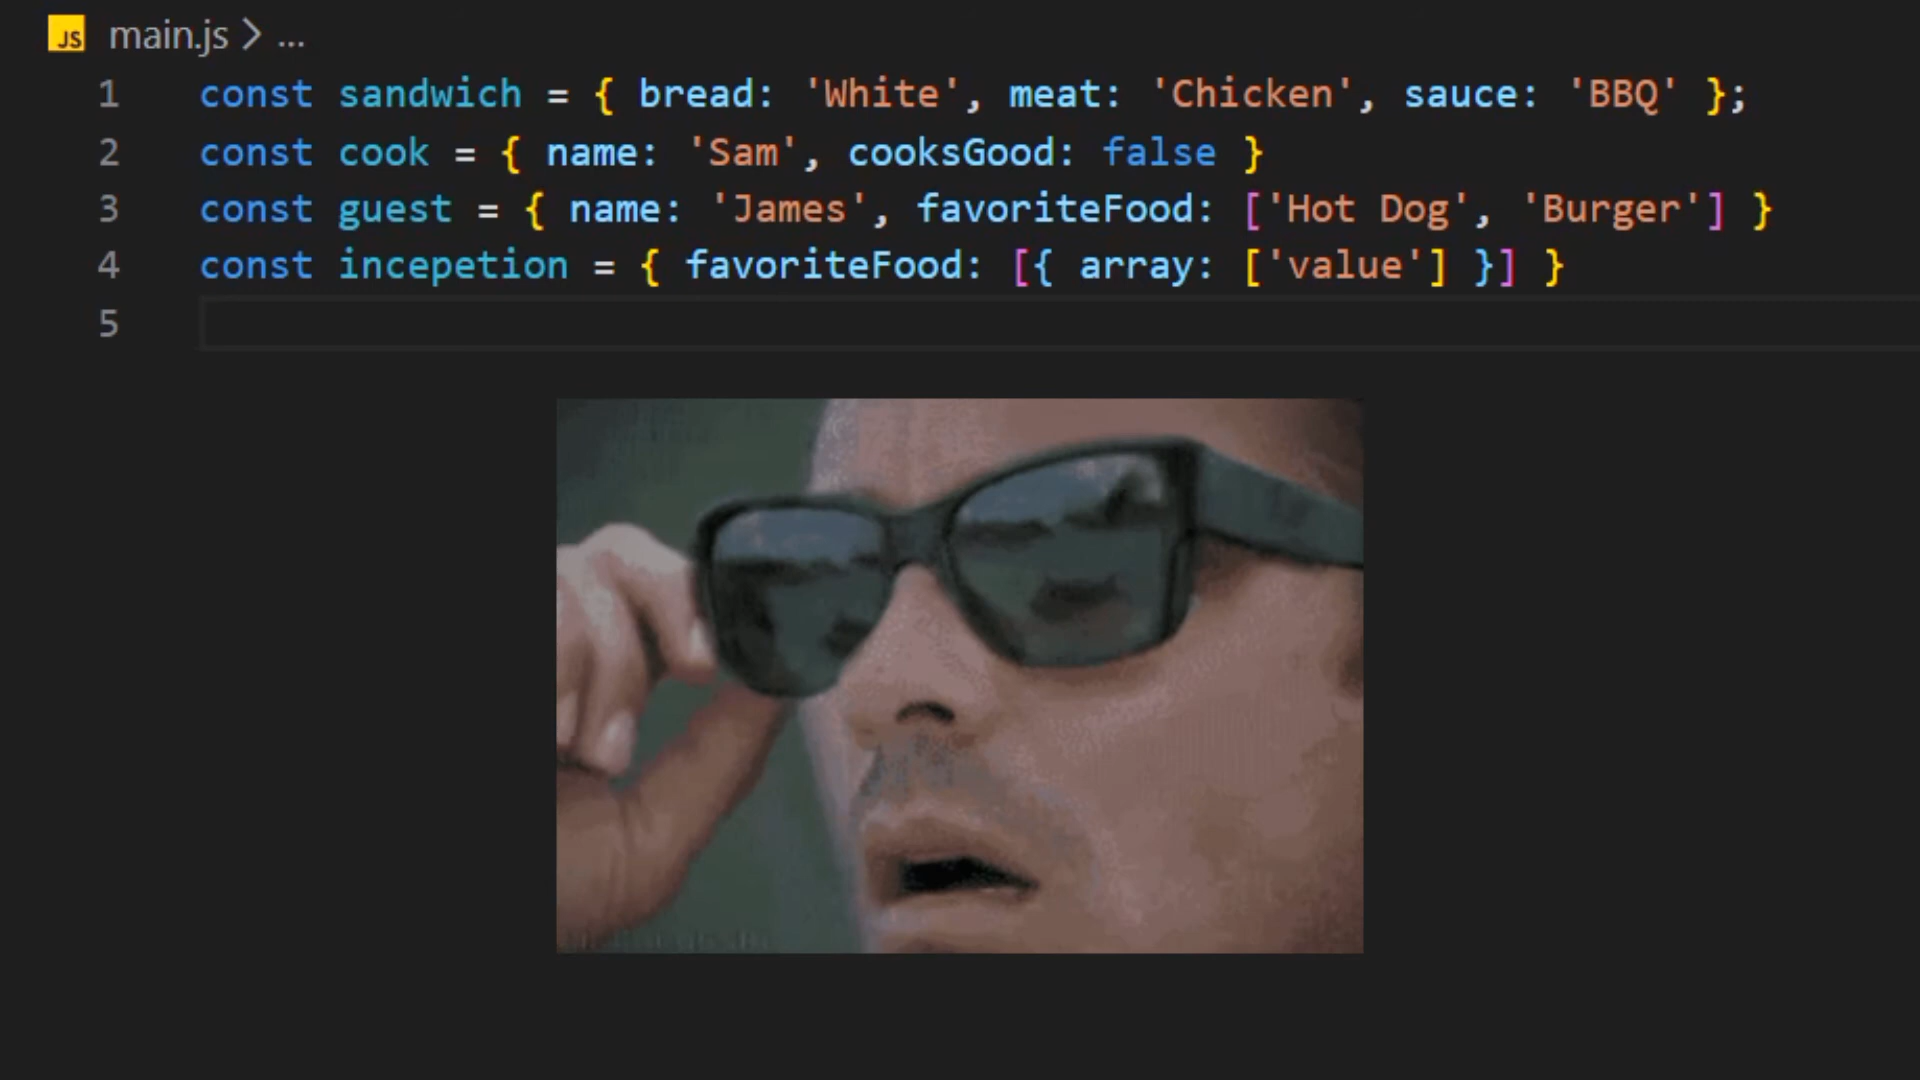 JS main.js > ...
1 const sandwich = { bread: 'White', meat: 'Chicken', sauce: 'BBQ' };
2 const cook = { name: 'Sam', cooksGood: false }
3 const guest = { name: 'James', favoriteFood: ['Hot Dog', 'Burger'] }
4 const incepetion = { favoriteFood: [{ array: ['value'] }] }
5